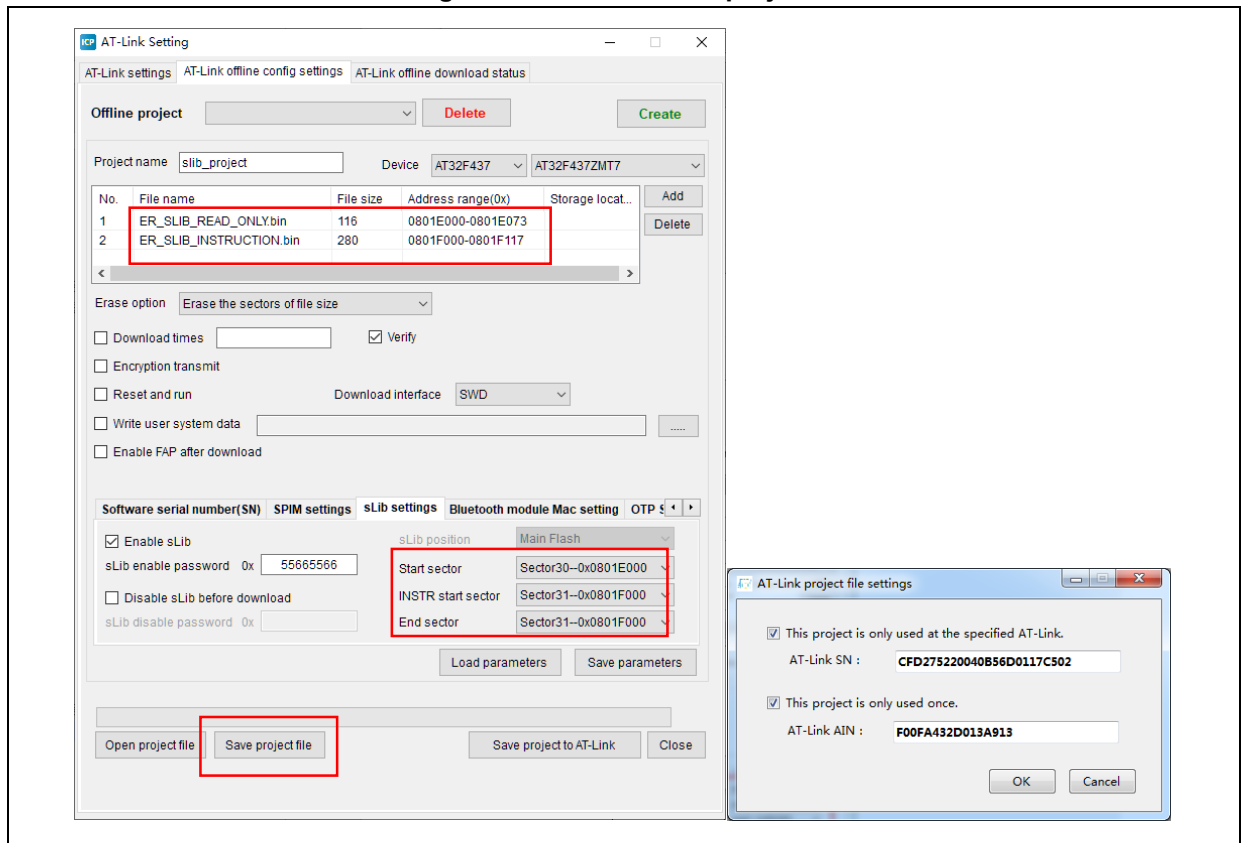 ICP AT-Link Setting
AT-Link settings AT-Link offline config settings AT-Link offline download status
Offline project Delete Create
Project name slib_project Device AT32F437 AT32F437ZMT7
No. File name File size Address range(0x) Storage locat... Add
1 ER_SLIB_READ_ONLY.bin 116 0801E000-0801E073 Delete
2 ER_SLIB_INSTRUCTION.bin 280 0801F000-0801F117
Erase option Erase the sectors of file size
Download times Verify
Encryption transmit
Reset and run Download interface SWD
Write user system data .....
Enable FAP after download
Software serial number(SN) SPIM settings sLib settings Bluetooth module Mac setting OTP
Enable sLib sLib position Main Flash
sLib enable password 0x 55665566 Start sector Sector30--0x0801E000
Disable sLib before download INSTR start sector Sector31--0x0801F000
sLib disable password 0x End sector Sector31--0x0801F000
Load parameters Save parameters
Open project file Save project file Save project to AT-Link Close
AT-Link project file settings
This project is only used at the specified AT-Link.
AT-Link SN : CFD275220040B56D0117C502
This project is only used once.
AT-Link AIN : F00FA432D013A913
OK Cancel